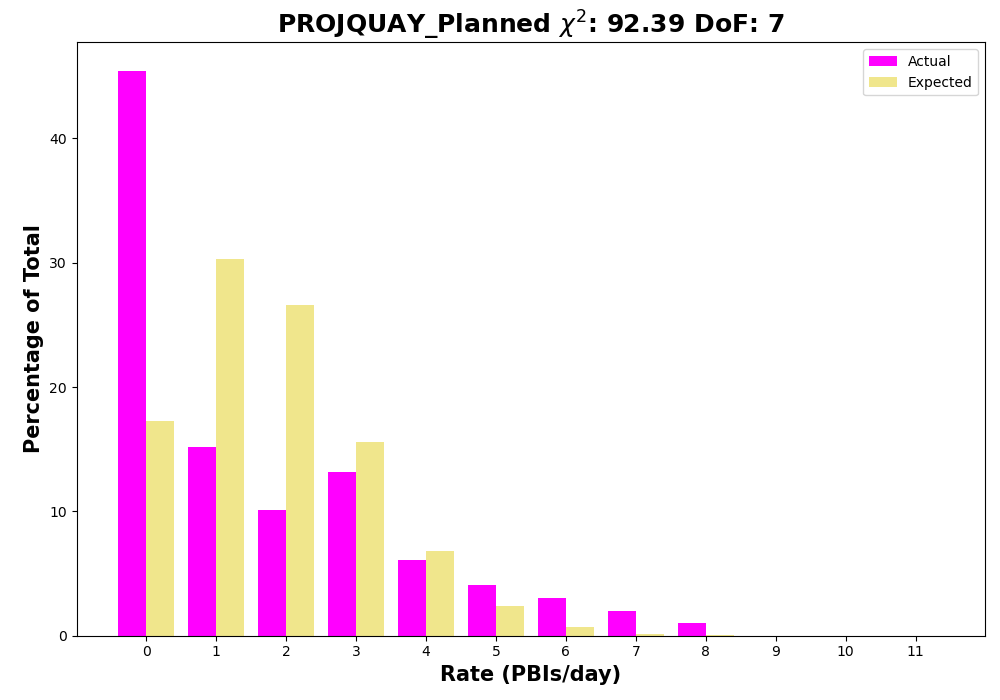 PROJQUAY_Planned χ²: 92.39 DoF: 7
Actual
Expected
Percentage of Total
40
30
20
10
0
0 1 2 3 4 5 6 7 8 9 10 11
Rate (PBIs/day)